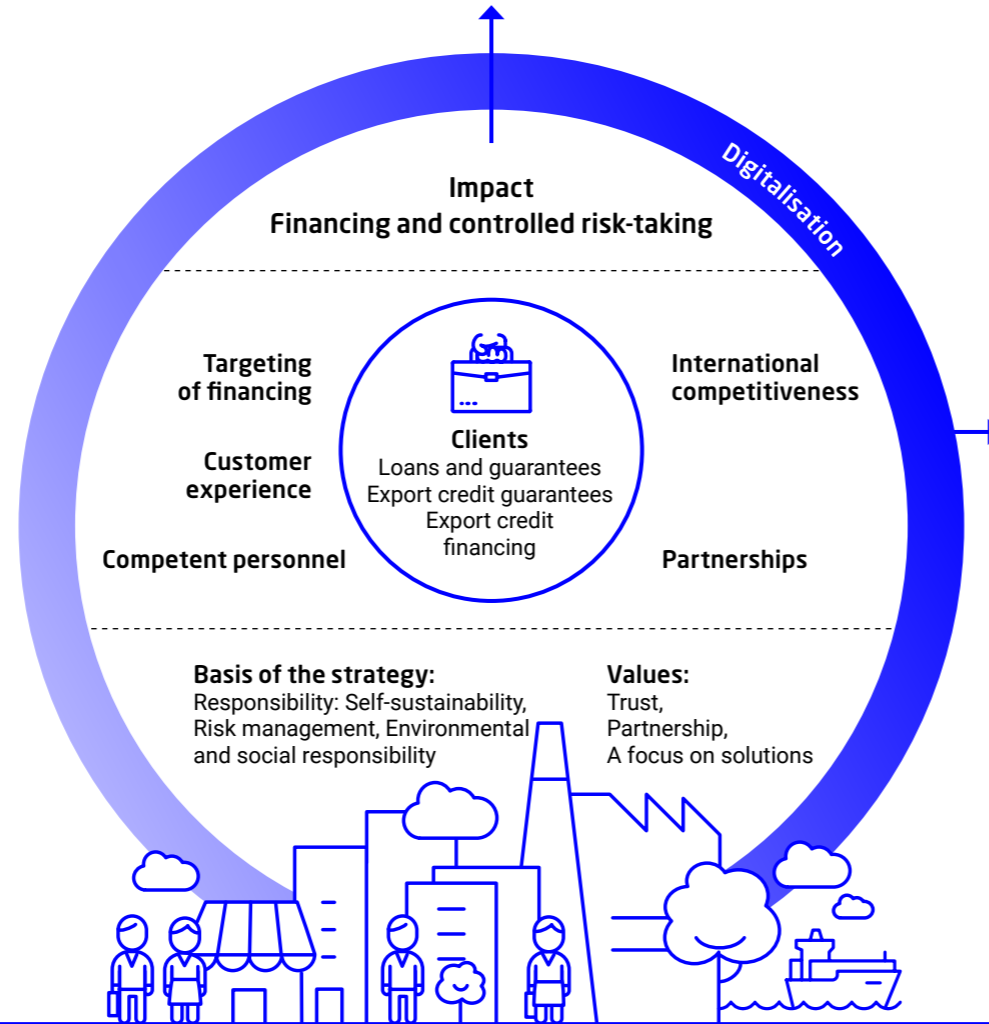 Digitalisation
Impact
Financing and controlled risk-taking
Targeting
of financing
Customer
experience
Competent personnel
Clients
Loans and guarantees
Export credit guarantees
Export credit
financing
International
competitiveness
Partnerships
Basis of the strategy:
Responsibility: Self-sustainability,
Risk management, Environmental
and social responsibility
Values:
Trust,
Partnership,
A focus on solutions